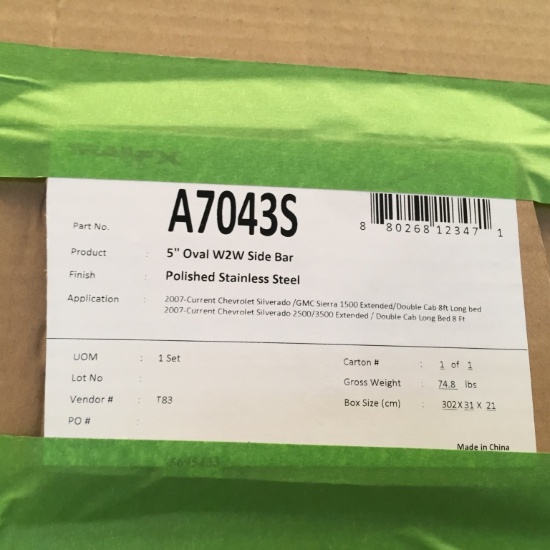 TrailFX
A7043S
Part No.
8 80268 12347 1
Product : 5" Oval W2W Side Bar
Finish : Polished Stainless Steel
Application : 2007-Current Chevrolet Silverado /GMC Sierra 1500 Extended/Double Cab 8ft Long bed
2007-Current Chevrolet Silverado 2500/3500 Extended / Double Cab Long Bed 8 Ft
UOM : 1 Set
Lot No :
Vendor # : T83
PO # :
Carton # : 1 of 1
Gross Weight : 74.8 lbs
Box Size (cm) : 302X31 X 21
Made in China